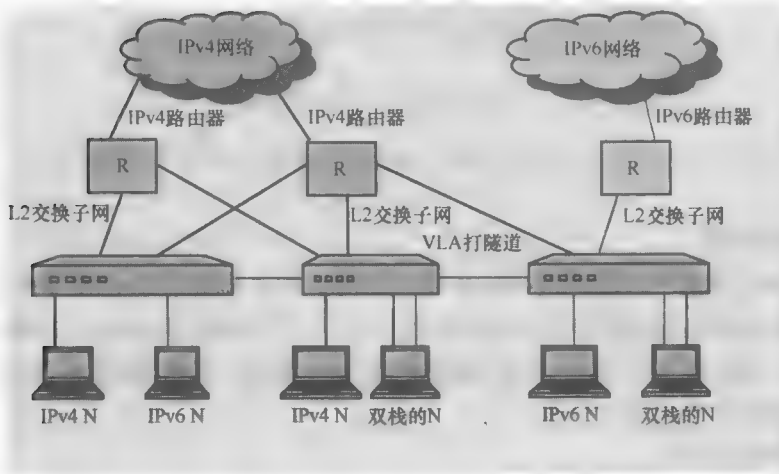 IPv4网络
IPv6网络
IPv4路由器
IPv4路由器
IPv6路由器
R
R
R
L2交换子网
L2交换子网
L2交换子网
VLA打隧道
IPv4 N
IPv6 N
IPv4 N
双栈的N
IPv6 N
双栈的N